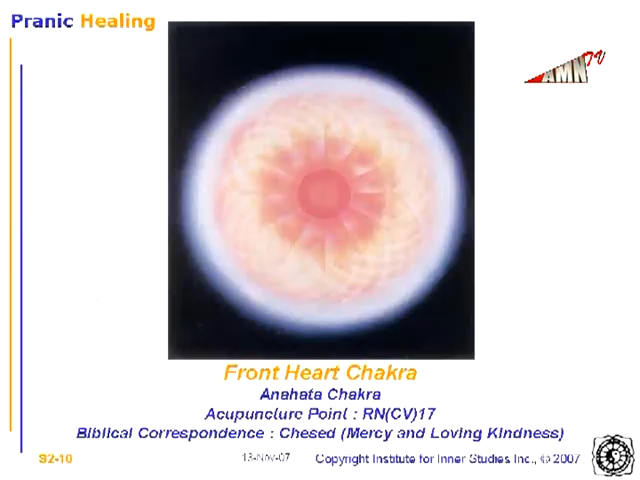 Pranic Healing
AMN TV
Front Heart Chakra
Anahata Chakra
Acupuncture Point : RN(CV)17
Biblical Correspondence : Chesed (Mercy and Loving Kindness)
S2-10
13-Nov-07
Copyright Institute for Inner Studies Inc., © 2007